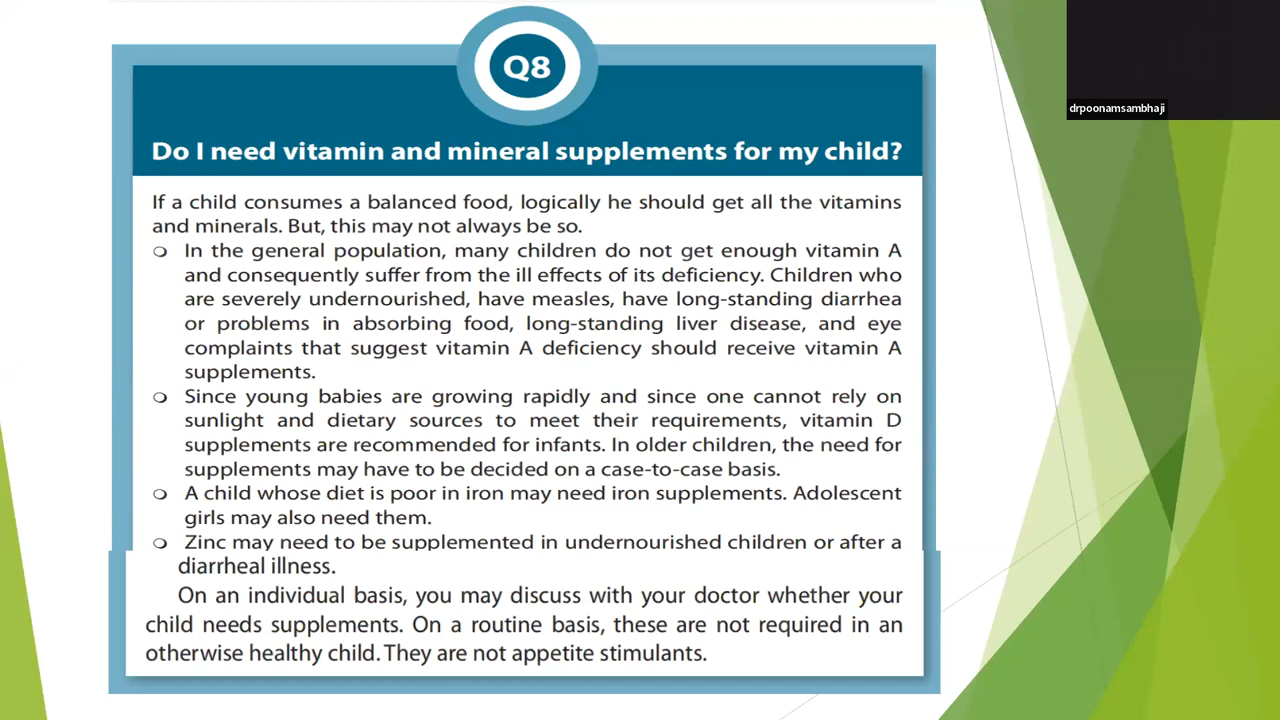 Q8
drpoonamsambhaji
Do I need vitamin and mineral supplements for my child?
If a child consumes a balanced food, logically he should get all the vitamins
and minerals. But, this may not always be so.
❍ In the general population, many children do not get enough vitamin A
and consequently suffer from the ill effects of its deficiency. Children who
are severely undernourished, have measles, have long-standing diarrhea
or problems in absorbing food, long-standing liver disease, and eye
complaints that suggest vitamin A deficiency should receive vitamin A
supplements.
❍ Since young babies are growing rapidly and since one cannot rely on
sunlight and dietary sources to meet their requirements, vitamin D
supplements are recommended for infants. In older children, the need for
supplements may have to be decided on a case-to-case basis.
❍ A child whose diet is poor in iron may need iron supplements. Adolescent
girls may also need them.
❍ Zinc may need to be supplemented in undernourished children or after a
diarrheal illness.
On an individual basis, you may discuss with your doctor whether your
child needs supplements. On a routine basis, these are not required in an
otherwise healthy child. They are not appetite stimulants.